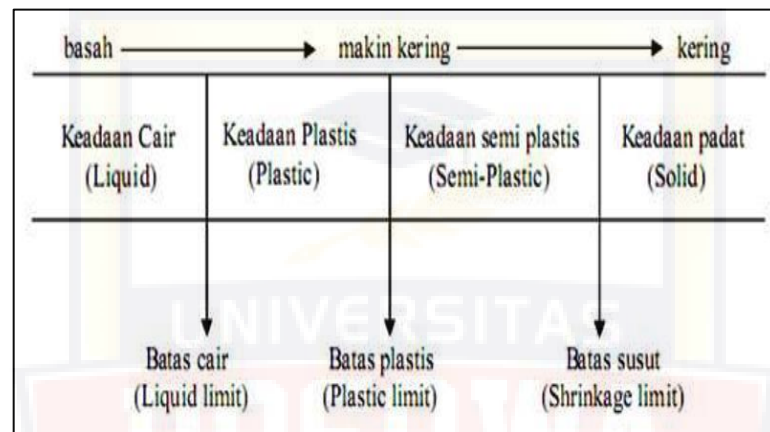 basah makin kering kering
Keadaan Cair Keadaan Plastis Keadaan semi plastis Keadaan padat
(Liquid) (Plastic) (Semi-Plastic) (Solid)
UNIVERSITAS
Batas cair Batas plastis Batas susut
(Liquid limit) (Plastic limit) (Shrinkage limit)